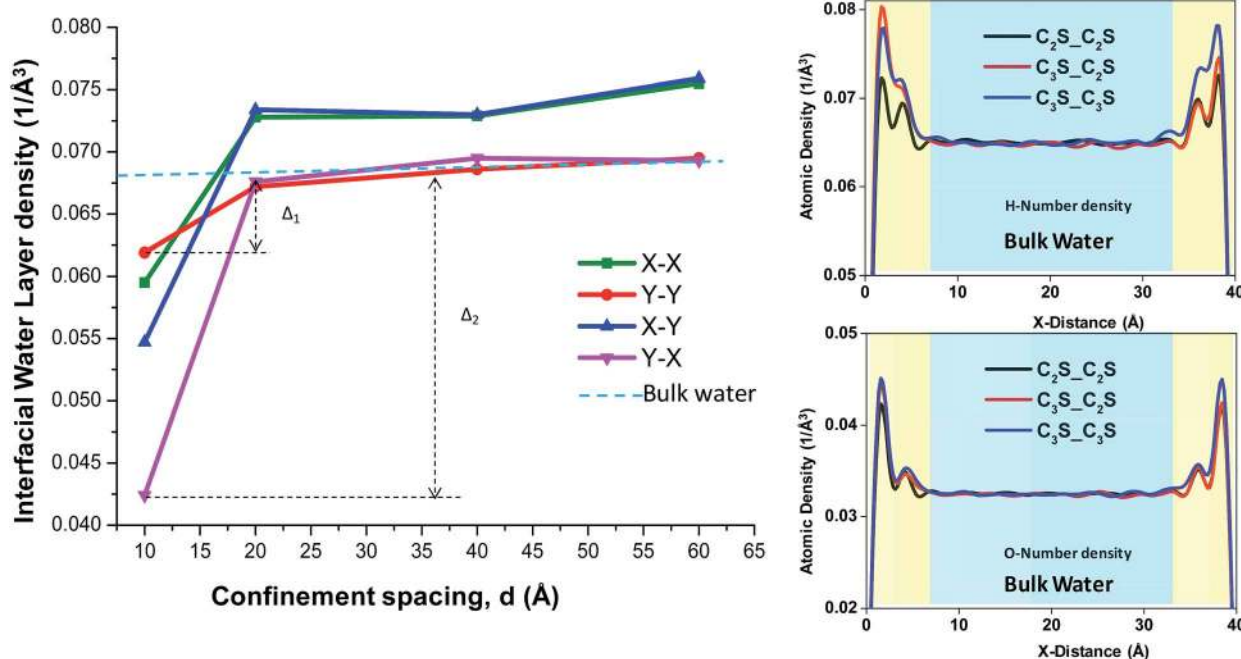 Interfacial Water Layer density (1/Å³)
0.080
0.075
0.070
0.065
0.060
0.055
0.050
0.045
0.040
Δ₁
Δ₂
X-X
Y-Y
X-Y
Y-X
Bulk water
10 15 20 25 30 35 40 45 50 55 60 65
Confinement spacing, d (Å)
Atomic Density (1/Å³)
0.08
0.07
0.06
0.05
C₂S_C₂S
C₃S_C₂S
C₃S_C₃S
H-Number density
Bulk Water
0 10 20 30 40
X-Distance (Å)
Atomic Density (1/Å³)
0.05
0.04
0.03
0.02
C₂S_C₂S
C₃S_C₂S
C₃S_C₃S
O-Number density
Bulk Water
0 10 20 30 40
X-Distance (Å)